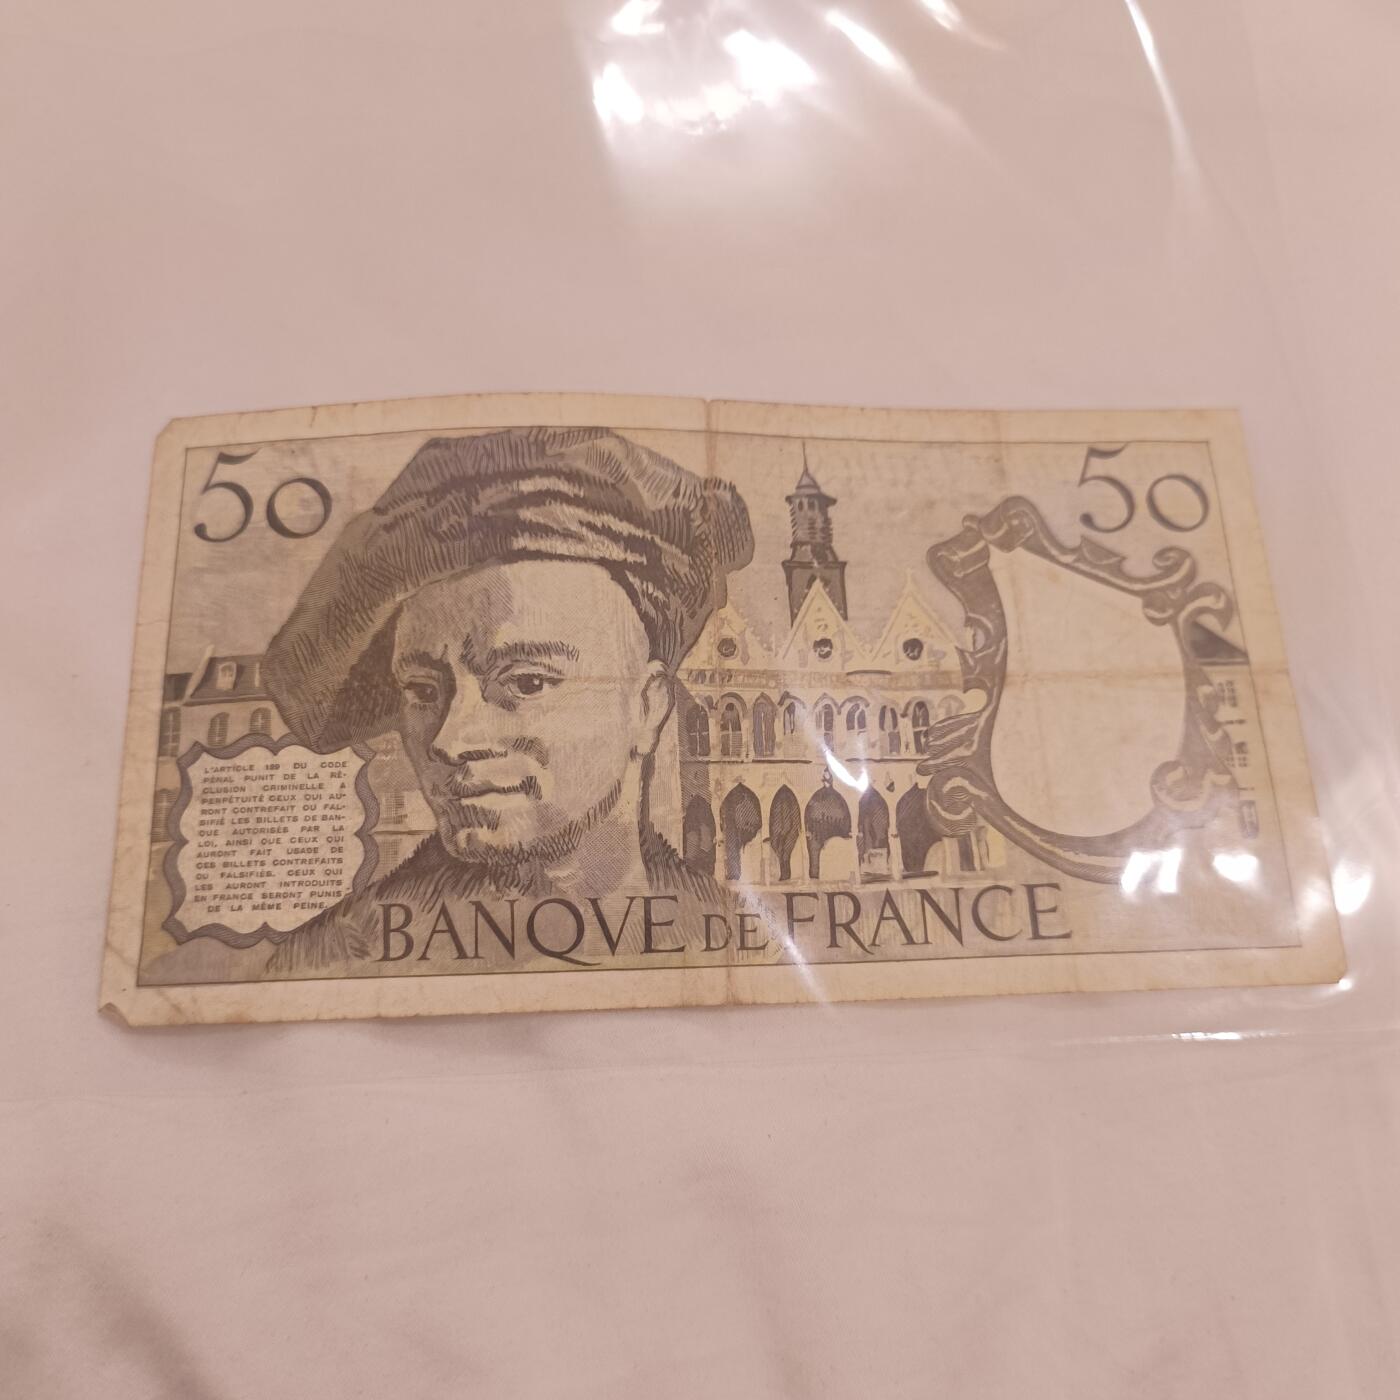 50
50
L'ARTICLE 139 DU CODE
PÉNAL PUNIT DE LA RÉ-
CLUSION CRIMINELLE A
PERPÉTUITÉ CEUX QUI AU-
RONT CONTREFAIT OU FAL-
SIFIÉ LES BILLETS DE BAN-
QUE AUTORISÉS PAR LA
LOI, AINSI QUE CEUX QUI
AURONT FAIT USAGE DE
CES BILLETS CONTREFAITS
OU FALSIFIÉS. CEUX QUI
LES AURONT INTRODUITS
EN FRANCE SERONT PUNIS
DE LA MÊME PEINE.
BANQVE DE FRANCE